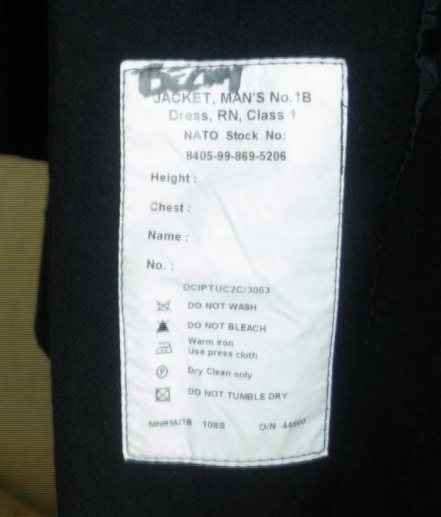 JACKET, MAN'S No.1B
Dress, RN, Class 1
NATO Stock No:
8405-99-869-5206
Height :
Chest :
Name :
No. :
DCIPTUC2C/3063
DO NOT WASH
DO NOT BLEACH
Warm iron
Use press cloth
P Dry Clean only
DO NOT TUMBLE DRY
MNRM/1B 108S O/N 44600